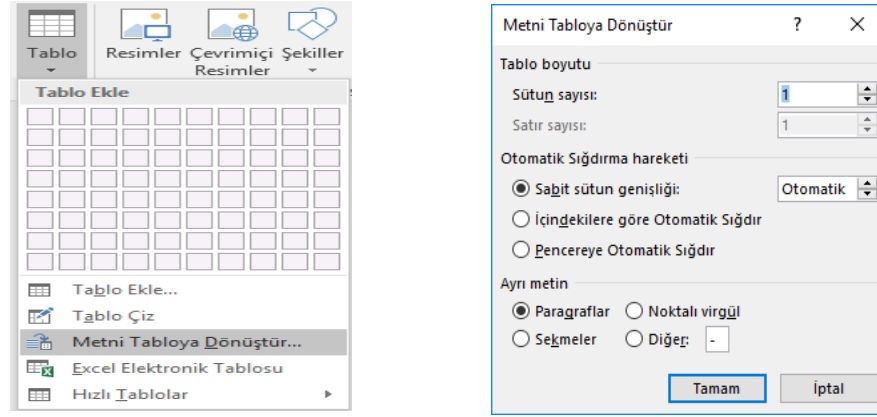 Tablo
Resimler
Çevrimiçi Resimler
Şekiller
Tablo Ekle
Tablo Ekle...
Tablo Çiz
Metni Tabloya Dönüştür...
Excel Elektronik Tablosu
Hızlı Tablolar
Metni Tabloya Dönüştür ? ×
Tablo boyutu
Sütun sayısı: 1
Satır sayısı: 1
Otomatik Sığdırma hareketi
Sabit sütun genişliği: Otomatik
İçindekilere göre Otomatik Sığdır
Pencereye Otomatik Sığdır
Ayrı metin
Paragraflar Noktalı virgül
Sekmeler Diğer: -
Tamam İptal